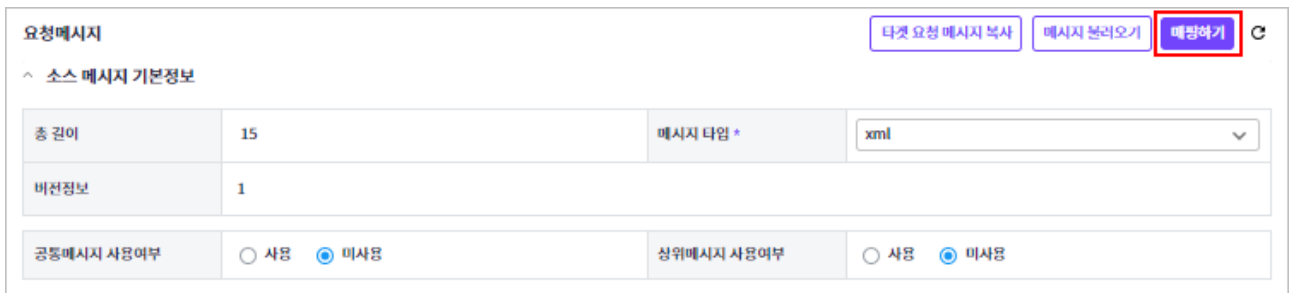 요청메시지 타겟 요청 메시지 복사 메시지 불러오기 매핑하기
소스 메시지 기본정보
총 길이 15 메시지 타입 * xml
버전정보 1
공통메시지 사용여부 사용 미사용 상위메시지 사용여부 사용 미사용